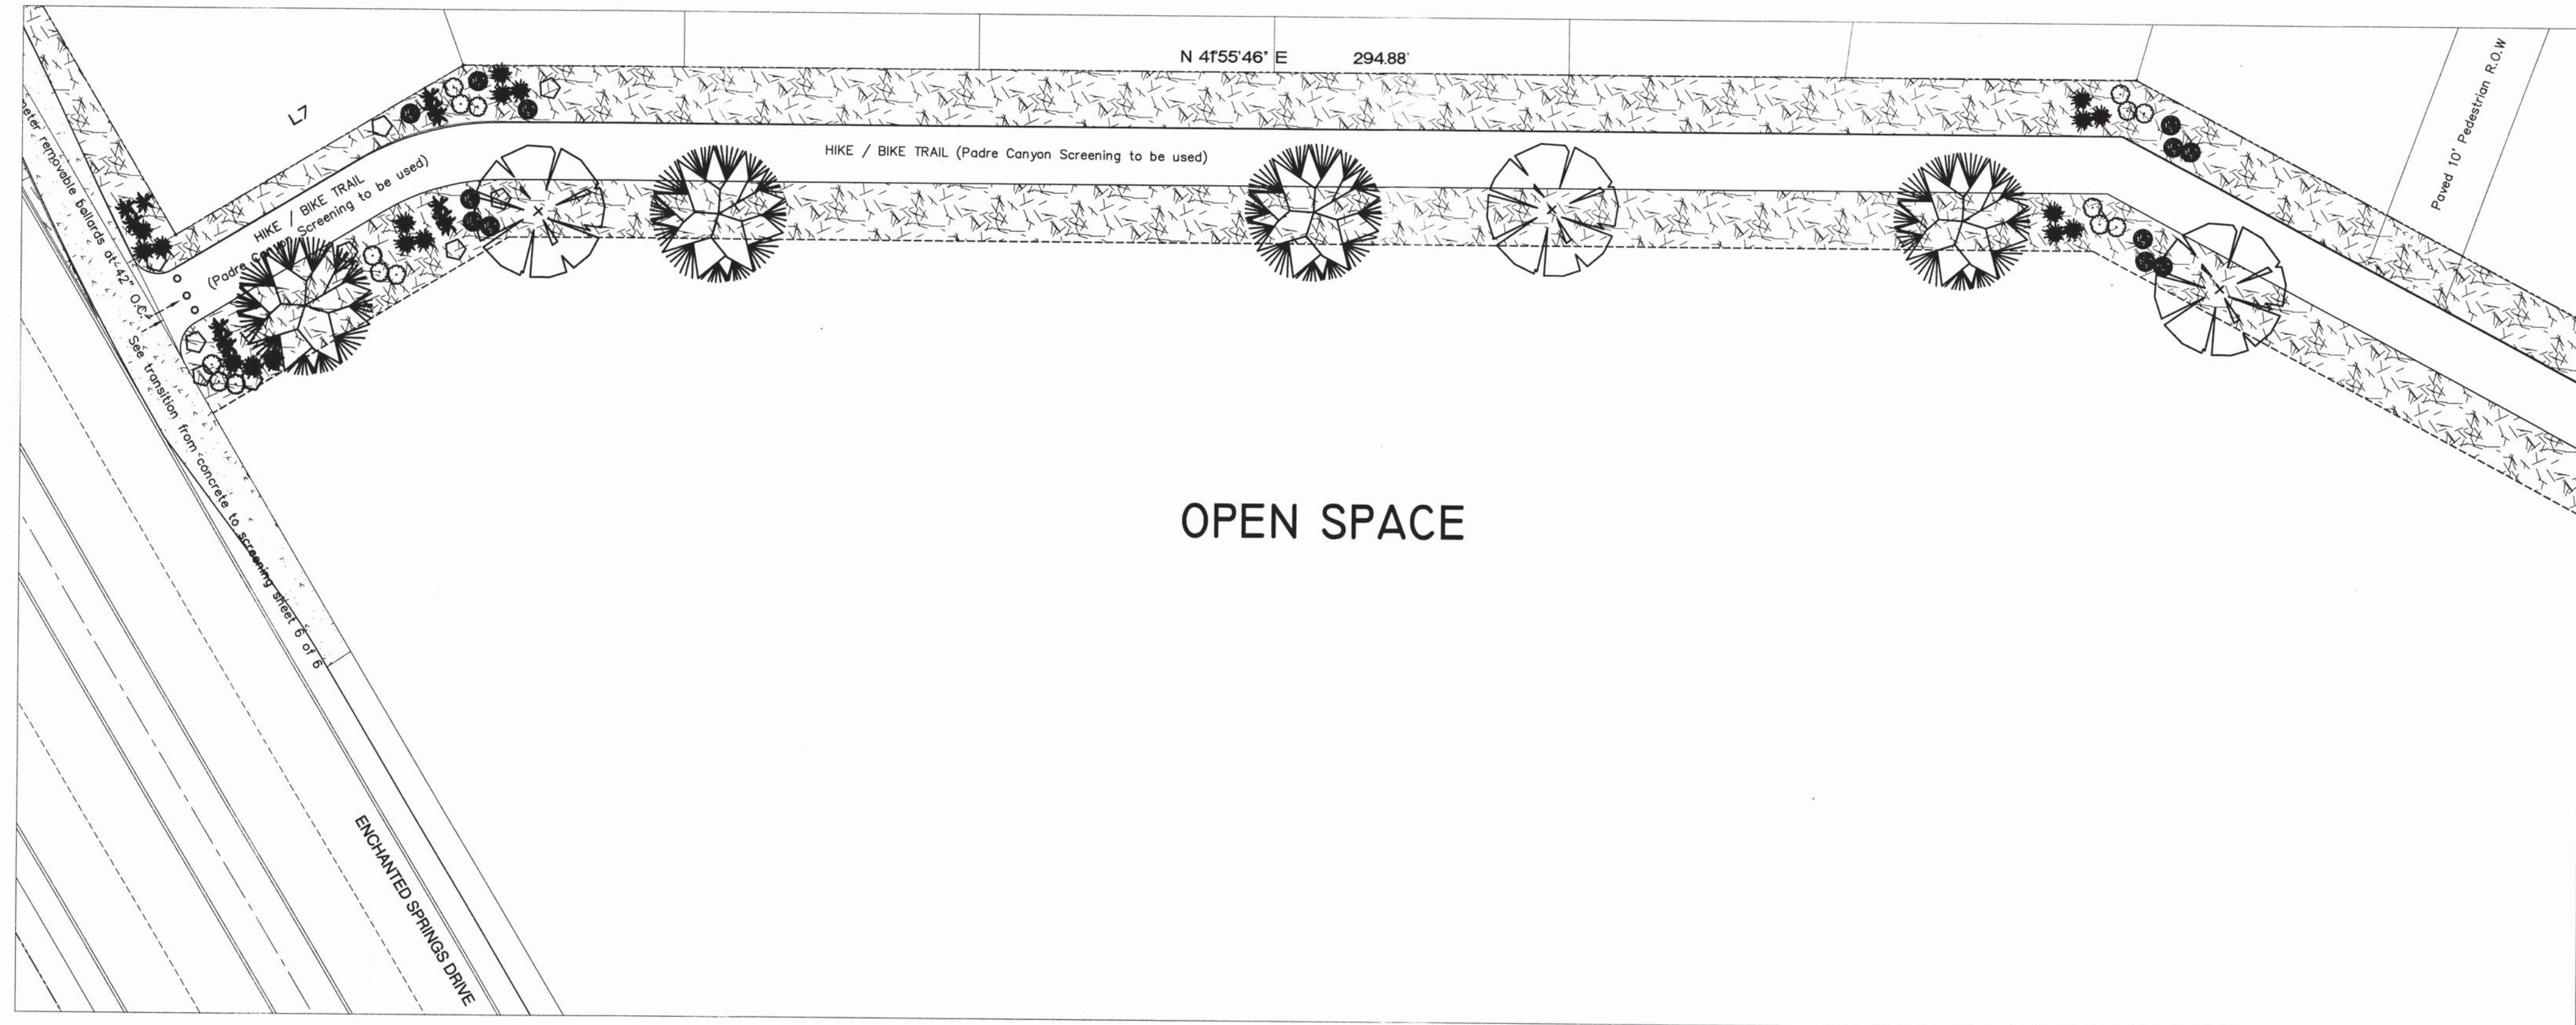 N 41°55'46" E 294.88'
L7
Paved 10' Pedestrian R.O.W
HIKE / BIKE TRAIL (Padre Canyon Screening to be used)
HIKE / BIKE TRAIL
(Padre Canyon Screening to be used)
removable bollards at 42" O.C. See transition from concrete to screening sheet 6 of 6
OPEN SPACE
ENCHANTED SPRINGS DRIVE